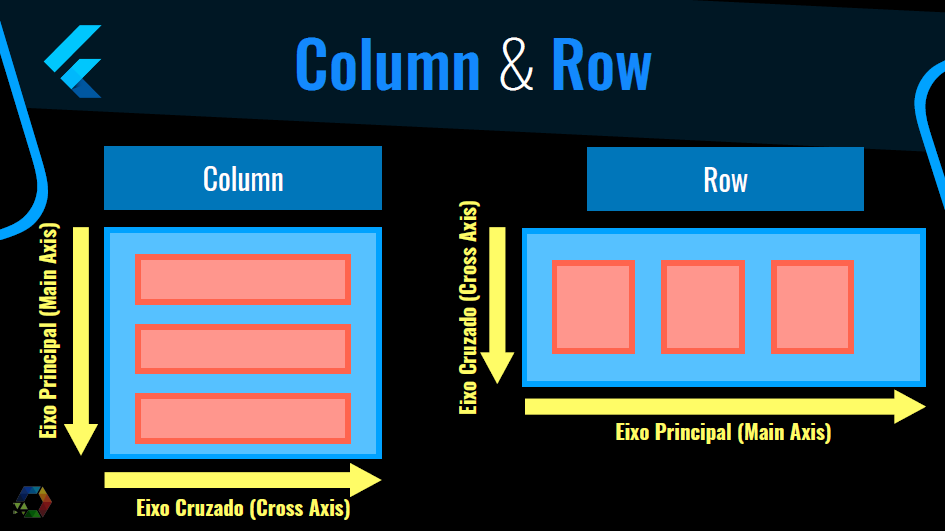 Column & Row
Column
Eixo Principal (Main Axis)
Eixo Cruzado (Cross Axis)
Row
Eixo Cruzado (Cross Axis)
Eixo Principal (Main Axis)